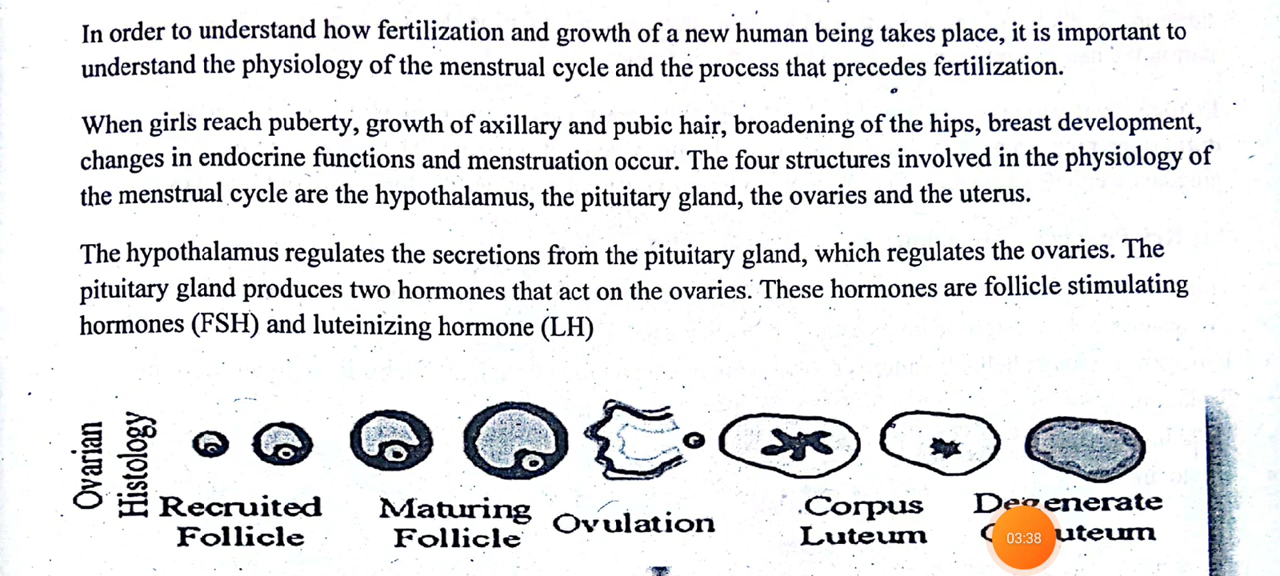 In order to understand how fertilization and growth of a new human being takes place, it is important to
understand the physiology of the menstrual cycle and the process that precedes fertilization.
When girls reach puberty, growth of axillary and pubic hair, broadening of the hips, breast development,
changes in endocrine functions and menstruation occur. The four structures involved in the physiology of
the menstrual cycle are the hypothalamus, the pituitary gland, the ovaries and the uterus.
The hypothalamus regulates the secretions from the pituitary gland, which regulates the ovaries. The
pituitary gland produces two hormones that act on the ovaries. These hormones are follicle stimulating
hormones (FSH) and luteinizing hormone (LH)
Ovarian
Histology
Recruited
Follicle
Maturing
Follicle
Ovulation
Corpus
Luteum
Degenerate
03:38